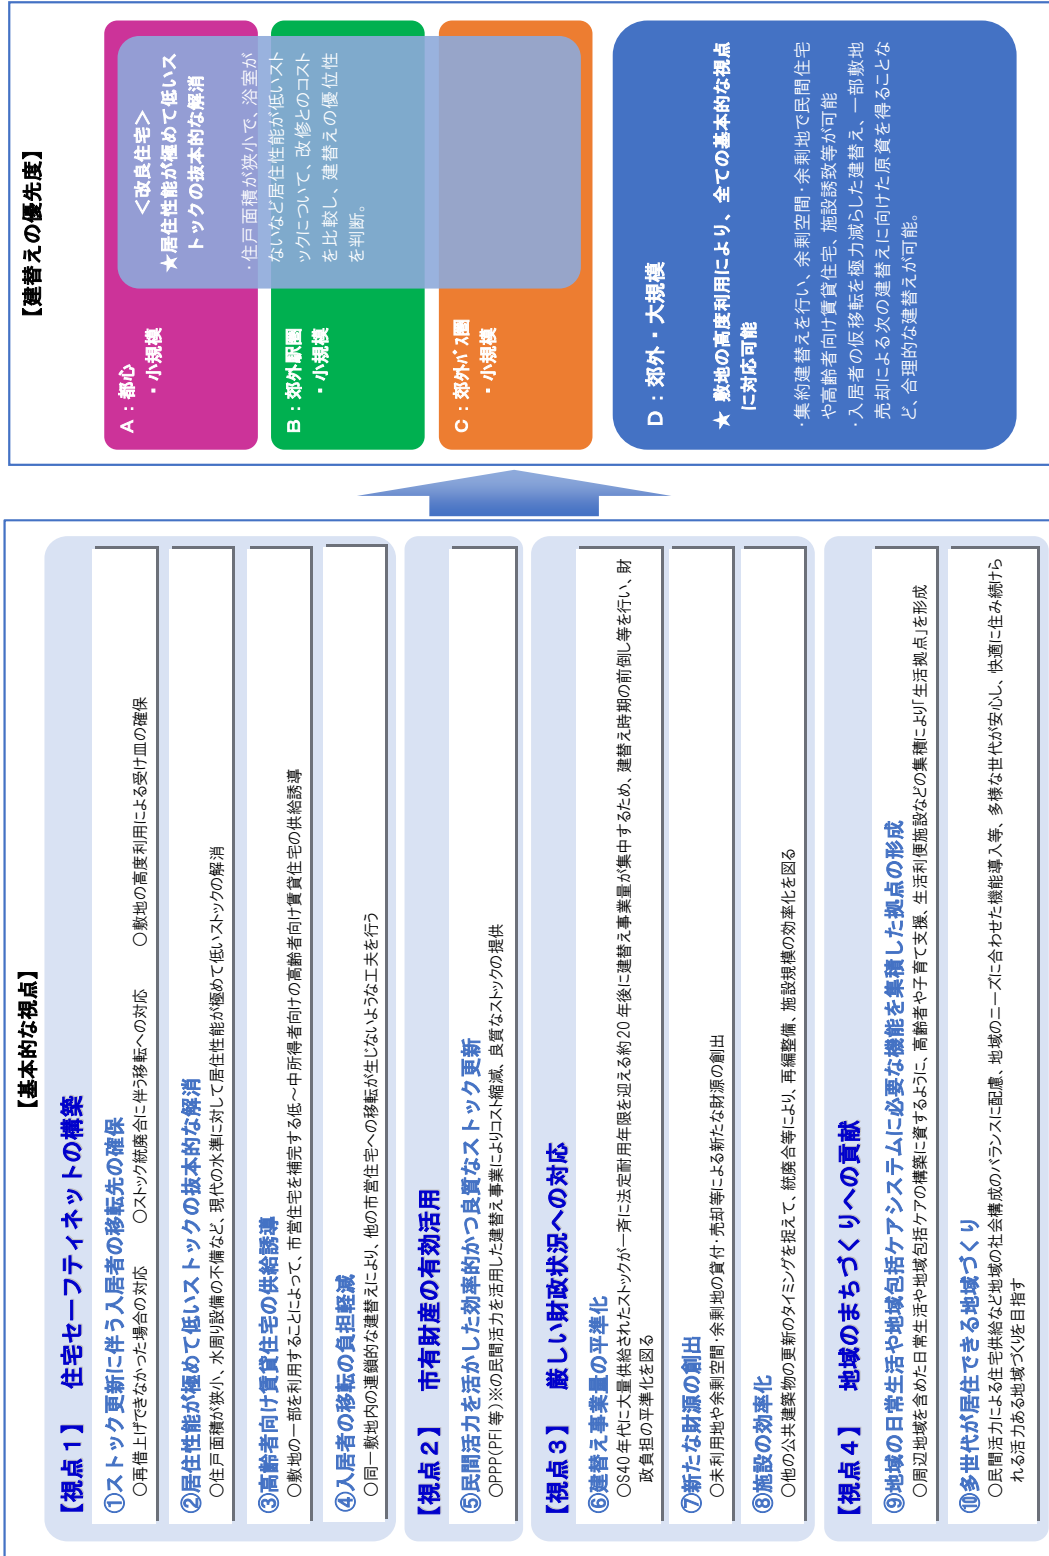 【基本的な視点】
【視点１】　住宅セーフティネットの構築
①ストック更新に伴う入居者の移転先の確保
○再借上げできなかった場合の対応　○ストック統廃合に伴う移転への対応　○敷地の高度利用による受け皿の確保
②居住性能が極めて低いストックの抜本的な解消
○住戸面積が狭小、水周り設備の不備など、現代の水準に対して居住性能が極めて低いストックの解消
③高齢者向け賃貸住宅の供給誘導
○敷地の一部を利用することによって、市営住宅を補完する低～中所得者向けの高齢者向け賃貸住宅の供給誘導
④入居者の移転の負担軽減
○同一敷地内の連鎖的な建替えにより、他の市営住宅への移転が生じないような工夫を行う
【視点２】　市有財産の有効活用
⑤民間活力を活かした効率的かつ良質なストック更新
○PPP(PFI等)※の民間活力を活用した建替え事業によりコスト縮減、良質なストックの提供
【視点３】　厳しい財政状況への対応
⑥建替え事業量の平準化
○S40年代に大量供給されたストックが一斉に法定耐用年限を迎える約20年後に建替え事業量が集中するため、建替え時期の前倒し等を行い、財
政負担の平準化を図る
⑦新たな財源の創出
○未利用地や余剰空間・余剰地の貸付・売却等による新たな財源の創出
⑧施設の効率化
○他の公共建築物の更新のタイミングを捉えて、統廃合等により、再編整備、施設規模の効率化を図る
【視点４】　地域のまちづくりへの貢献
⑨地域の日常生活や地域包括ケアシステムに必要な機能を集積した拠点の形成
○周辺地域を含めた日常生活や地域包括ケアの構築に資するように、高齢者や子育て支援、生活利便施設などの集積により「生活拠点」を形成
⑩多世代が居住できる地域づくり
○民間活力による住宅供給など地域の社会構成のバランスに配慮、地域のニーズに合わせた機能導入等、多様な世代が安心し、快適に住み続けら
れる活力ある地域づくりを目指す
【建替えの優先度】
Ａ：都心
・小規模
Ｂ：郊外駅圏
・小規模
Ｃ：郊外ﾊﾞｽ圏
・小規模
＜改良住宅＞
★居住性能が極めて低いス
トックの抜本的な解消
・住戸面積が狭小で、浴室が
ないなど居住性能が低いスト
ックについて、改修とのコスト
を比較し、建替えの優位性
を判断。
Ｄ：郊外・大規模
★ 敷地の高度利用により、全ての基本的な視点
に対応可能
・集約建替えを行い、余剰空間・余剰地で民間住宅
や高齢者向け賃貸住宅、施設誘致等が可能
・入居者の仮移転を極力減らした建替え、一部敷地
売却による次の建替えに向けた原資を得ることな
ど、合理的な建替えが可能。